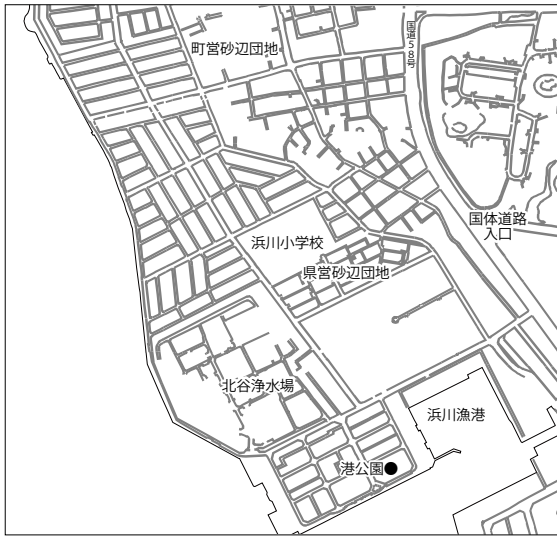 町営砂辺団地
国道58号
国体道路
入口
浜川小学校
県営砂辺団地
北谷浄水場
浜川漁港
港公園